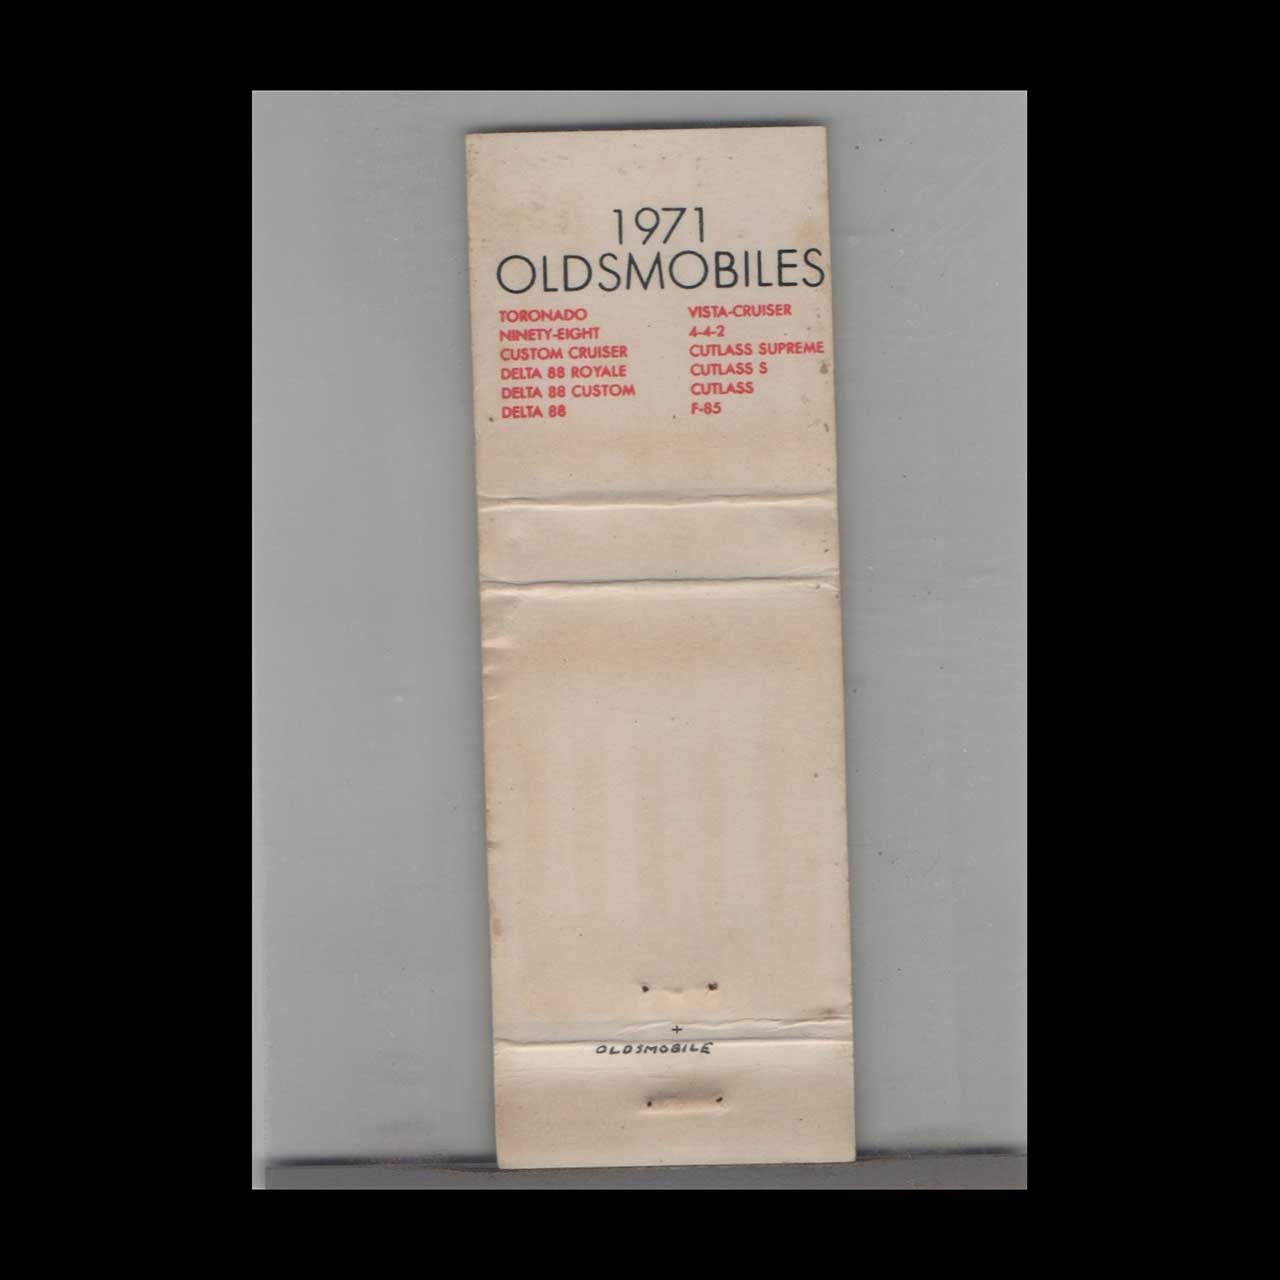 1971
OLDSMOBILES
TORONADO
NINETY-EIGHT
CUSTOM CRUISER
DELTA 88 ROYALE
DELTA 88 CUSTOM
DELTA 88
VISTA-CRUISER
4-4-2
CUTLASS SUPREME
CUTLASS S
CUTLASS
F-85
+
OLDSMOBILE